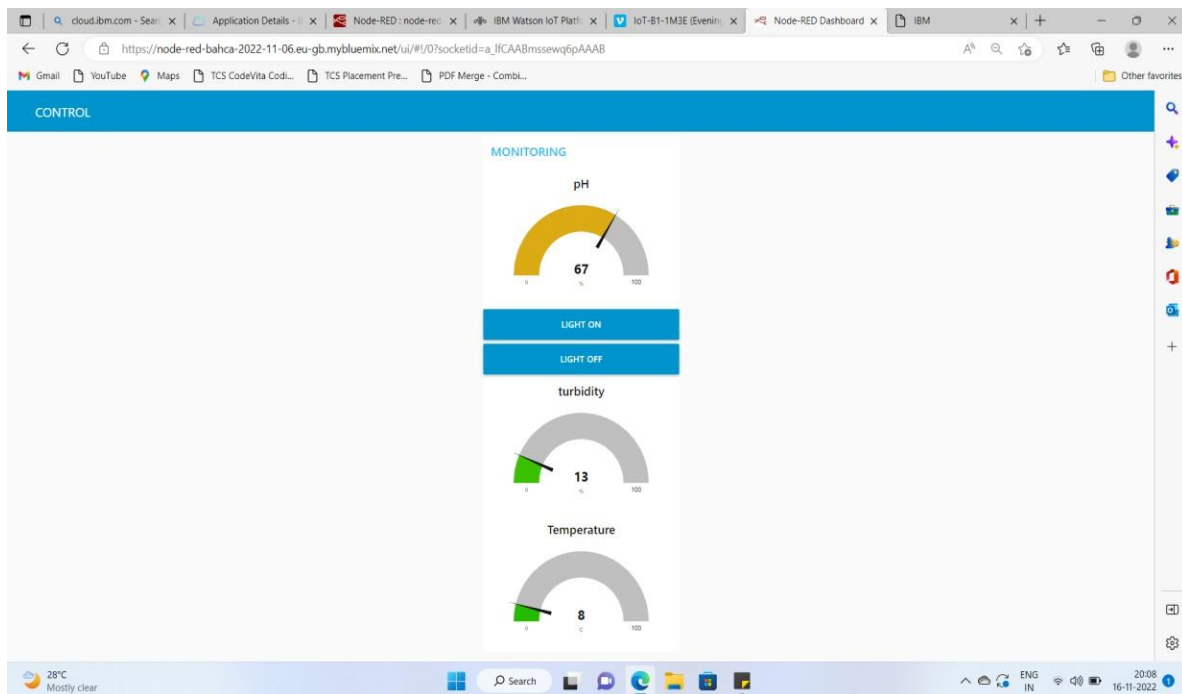 cloud.ibm.com - Sear
Application Details - I
Node-RED : node-red
IBM Watson IoT Platf
IoT-B1-1M3E (Evening
Node-RED Dashboard
IBM
https://node-red-bahca-2022-11-06.eu-gb.mybluemix.net/ui/#!/0?socketid=a_lfCAABmssewq6pAAAB
Gmail
YouTube
Maps
TCS CodeVita Codi...
TCS Placement Pre...
PDF Merge - Combi...
Other favorites
CONTROL
MONITORING
pH
67
0
%
100
LIGHT ON
LIGHT OFF
turbidity
13
0
%
100
Temperature
8
0
C
100
28°C
Mostly clear
Search
ENG
IN
20:08
16-11-2022
1